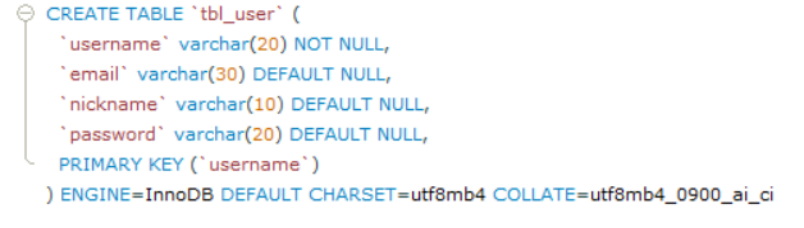 CREATE TABLE `tbl_user` (
`username` varchar(20) NOT NULL,
`email` varchar(30) DEFAULT NULL,
`nickname` varchar(10) DEFAULT NULL,
`password` varchar(20) DEFAULT NULL,
PRIMARY KEY (`username`)
) ENGINE=InnoDB DEFAULT CHARSET=utf8mb4 COLLATE=utf8mb4_0900_ai_ci